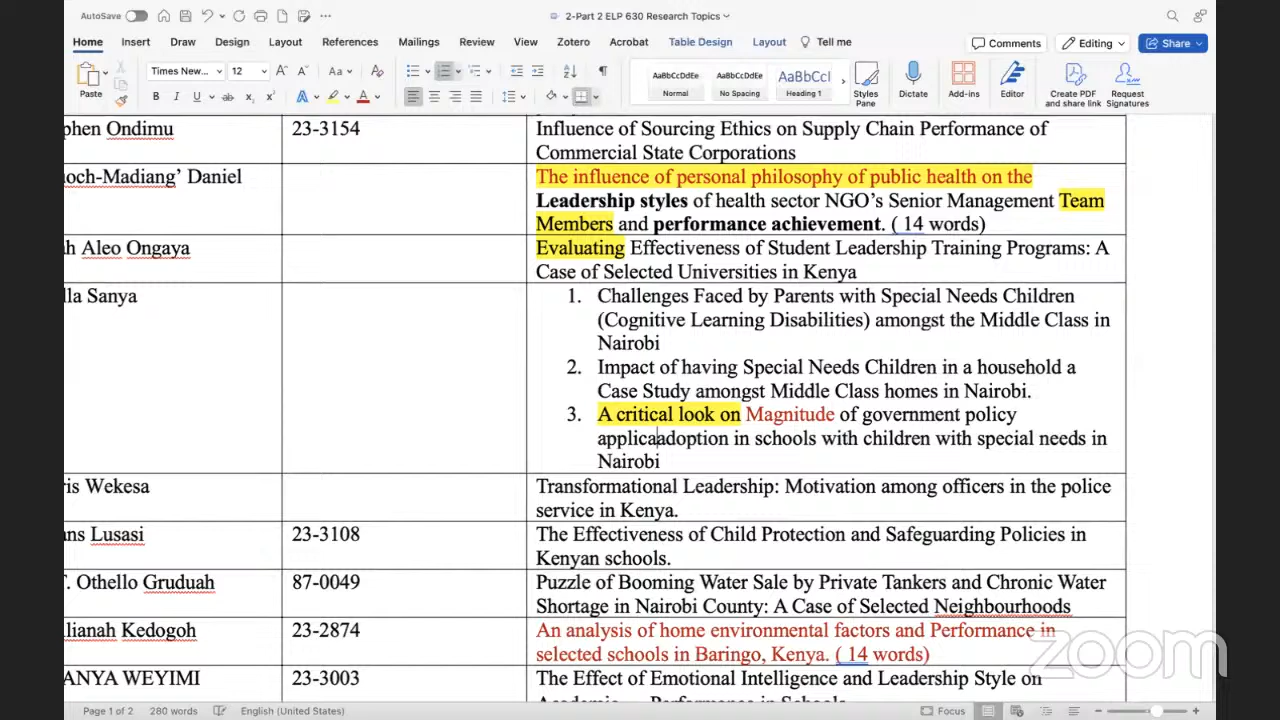 AutoSave
2-Part 2 ELP 630 Research Topics
Home Insert Draw Design Layout References Mailings Review View Zotero Acrobat Table Design Layout Tell me
Comments Editing Share
Paste
Times New... 12
AaBbCcDdEe Normal
AaBbCcDdEe No Spacing
AaBbCcI Heading 1
Styles Pane
Dictate
Add-ins
Editor
Create PDF and share link
Request Signatures
phen Ondimu 23-3154 Influence of Sourcing Ethics on Supply Chain Performance of
Commercial State Corporations
uoch-Madiang’ Daniel The influence of personal philosophy of public health on the
Leadership styles of health sector NGO’s Senior Management Team
Members and performance achievement. ( 14 words)
ah Aleo Ongaya Evaluating Effectiveness of Student Leadership Training Programs: A
Case of Selected Universities in Kenya
lla Sanya 1. Challenges Faced by Parents with Special Needs Children
(Cognitive Learning Disabilities) amongst the Middle Class in
Nairobi
2. Impact of having Special Needs Children in a household a
Case Study amongst Middle Class homes in Nairobi.
3. A critical look on Magnitude of government policy
applicaadoption in schools with children with special needs in
Nairobi
ris Wekesa Transformational Leadership: Motivation among officers in the police
service in Kenya.
ans Lusasi 23-3108 The Effectiveness of Child Protection and Safeguarding Policies in
Kenyan schools.
T. Othello Gruduah 87-0049 Puzzle of Booming Water Sale by Private Tankers and Chronic Water
Shortage in Nairobi County: A Case of Selected Neighbourhoods
ilianah Kedogoh 23-2874 An analysis of home environmental factors and Performance in
selected schools in Baringo, Kenya. ( 14 words)
ANYA WEYIMI 23-3003 The Effect of Emotional Intelligence and Leadership Style on
zoom
Page 1 of 2 280 words English (United States) Focus